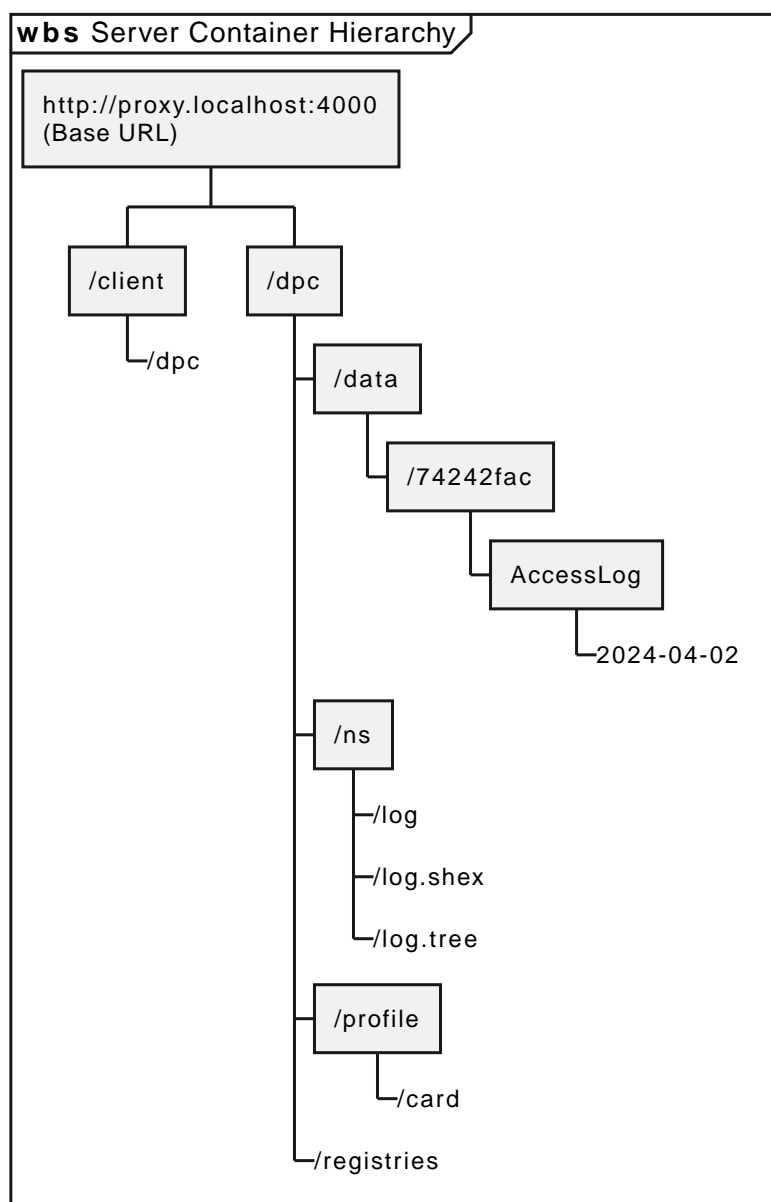 wbs Server Container Hierarchy
http://proxy.localhost:4000
(Base URL)
/client
/dpc
/dpc
/data
/74242fac
AccessLog
2024-04-02
/ns
/log
/log.shex
/log.tree
/profile
/card
/registries